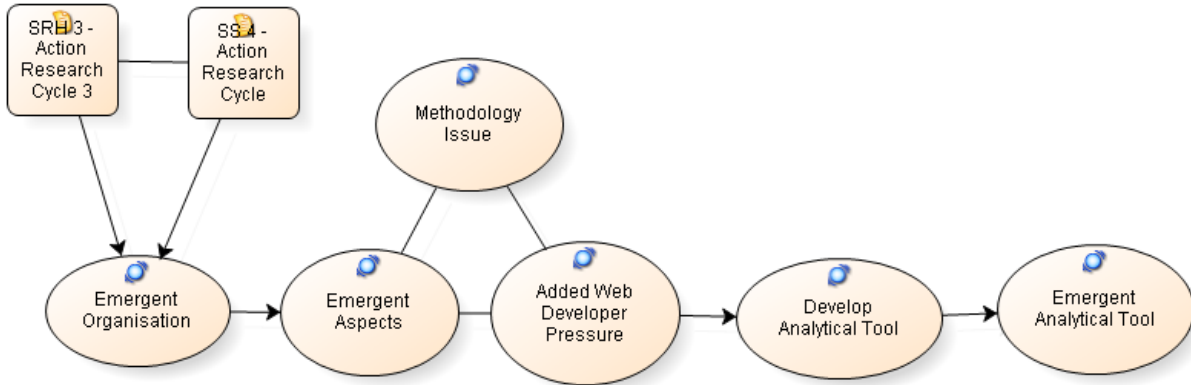 SRH 3 -
Action
Research
Cycle 3
SS 4 -
Action
Research
Cycle
Methodology
Issue
Emergent
Organisation
Emergent
Aspects
Added Web
Developer
Pressure
Develop
Analytical Tool
Emergent
Analytical Tool